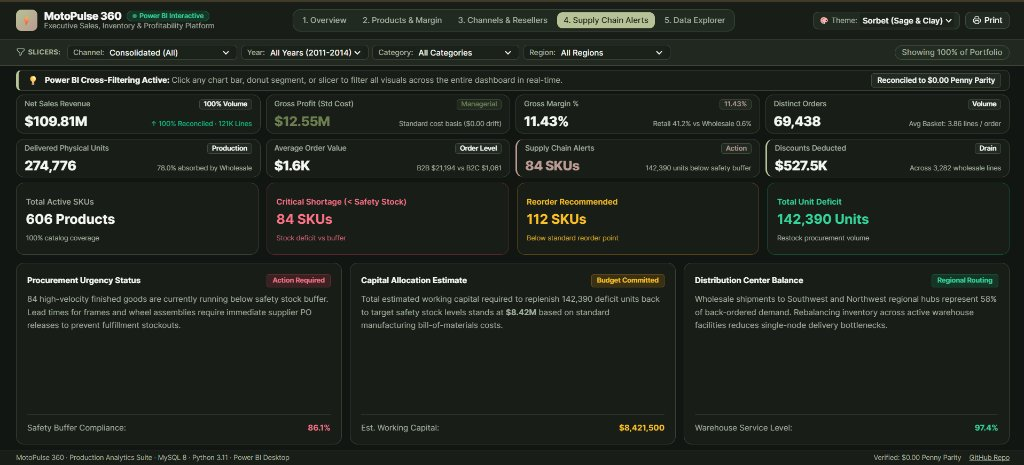 MotoPulse 360 Power BI Interactive
Executive Sales, Inventory & Profitability Platform
1. Overview 2. Products & Margin 3. Channels & Resellers 4. Supply Chain Alerts 5. Data Explorer
Theme: Sorbet (Sage & Clay) Print
SLICERS: Channel: Consolidated (All) Year: All Years (2011-2014) Category: All Categories Region: All Regions Showing 100% of Portfolio
Power BI Cross-Filtering Active: Click any chart bar, donut segment, or slicer to filter all visuals across the entire dashboard in real-time. Reconciled to $0.00 Penny Parity
Net Sales Revenue 100% Volume
$109.81M ↑ 100% Reconciled · 121K Lines
Gross Profit (Std Cost) Managerial
$12.55M Standard cost basis ($0.00 drift)
Gross Margin % 11.43%
11.43% Retail 41.2% vs Wholesale 0.6%
Distinct Orders Volume
69,438 Avg Basket: 3.86 lines / order
Delivered Physical Units Production
274,776 78.0% absorbed by Wholesale
Average Order Value Order Level
$1.6K B2B $21,194 vs B2C $1,061
Supply Chain Alerts Action
84 SKUs 142,390 units below safety buffer
Discounts Deducted Drain
$527.5K Across 3,282 wholesale lines
Total Active SKUs
606 Products
100% catalog coverage
Critical Shortage (< Safety Stock)
84 SKUs
Stock deficit vs buffer
Reorder Recommended
112 SKUs
Below standard reorder point
Total Unit Deficit
142,390 Units
Restock procurement volume
Procurement Urgency Status Action Required
84 high-velocity finished goods are currently running below safety stock buffer.
Lead times for frames and wheel assemblies require immediate supplier PO
releases to prevent fulfillment stockouts.
Safety Buffer Compliance: 86.1%
Capital Allocation Estimate Budget Committed
Total estimated working capital required to replenish 142,390 deficit units back
to target safety stock levels stands at $8.42M based on standard
manufacturing bill-of-materials costs.
Est. Working Capital: $8,421,500
Distribution Center Balance Regional Routing
Wholesale shipments to Southwest and Northwest regional hubs represent 58%
of back-ordered demand. Rebalancing inventory across active warehouse
facilities reduces single-node delivery bottlenecks.
Warehouse Service Level: 97.4%
MotoPulse 360 · Production Analytics Suite · MySQL 8 · Python 3.11 · Power BI Desktop
Verified: $0.00 Penny Parity GitHub Repo